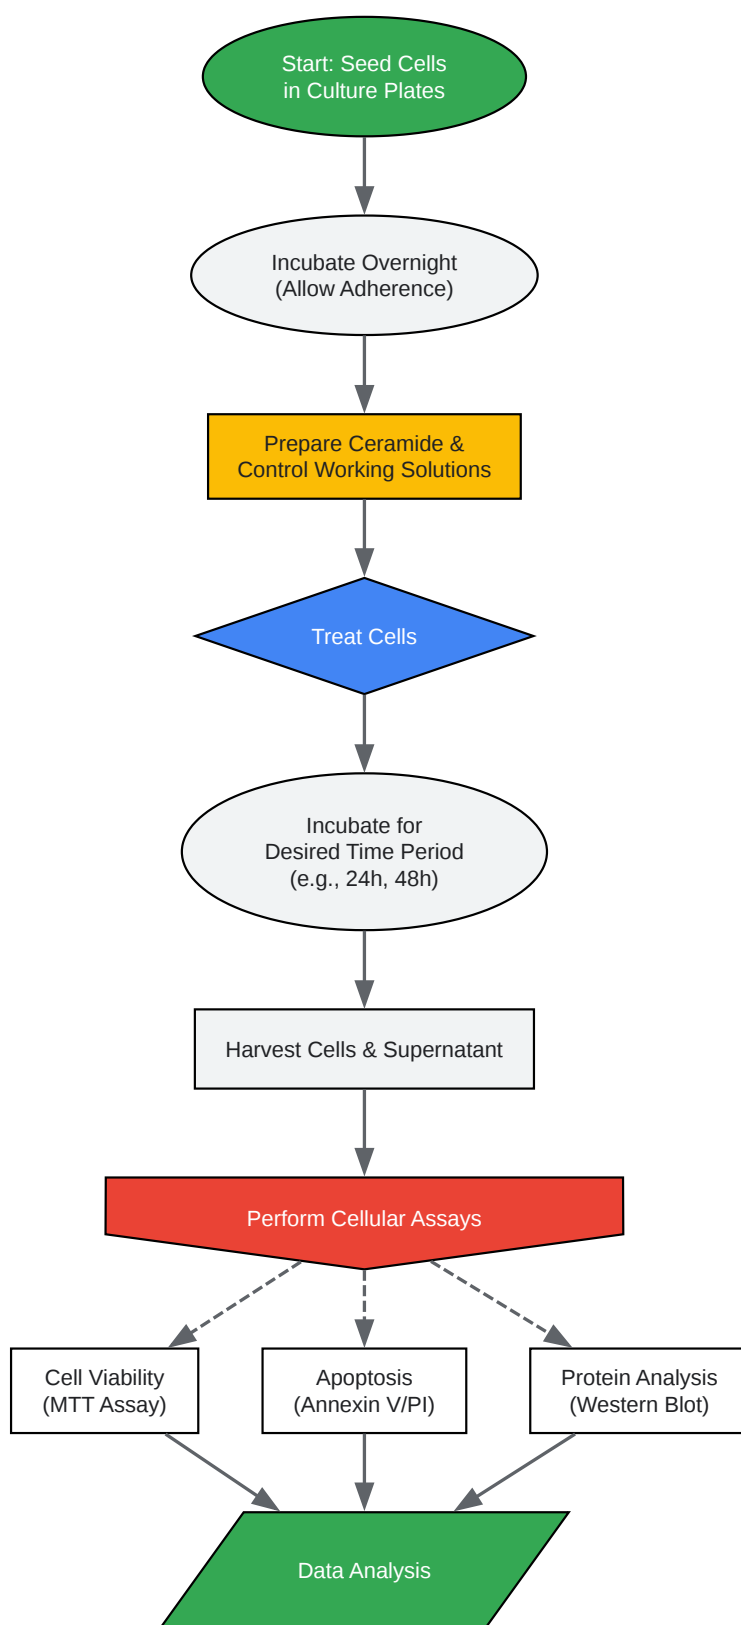 Start: Seed Cells
in Culture Plates
Incubate Overnight
(Allow Adherence)
Prepare Ceramide &
Control Working Solutions
Treat Cells
Incubate for
Desired Time Period
(e.g., 24h, 48h)
Harvest Cells & Supernatant
Perform Cellular Assays
Cell Viability
(MTT Assay)
Apoptosis
(Annexin V/PI)
Protein Analysis
(Western Blot)
Data Analysis